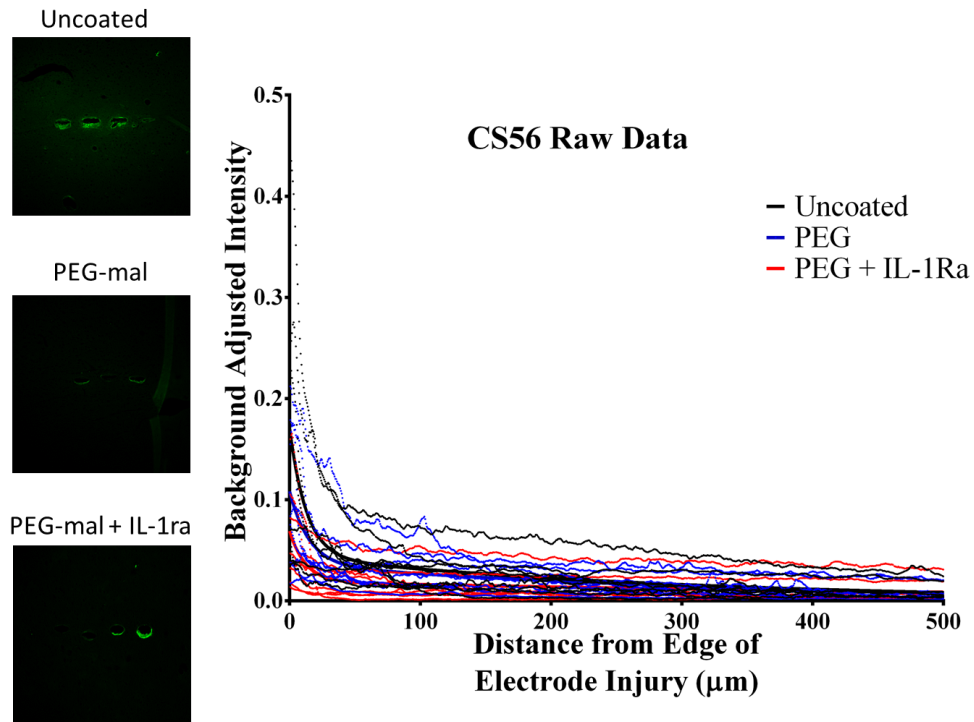 Uncoated
PEG-mal
PEG-mal + IL-1ra
CS56 Raw Data
Background Adjusted Intensity
0.5
0.4
0.3
0.2
0.1
0.0
Uncoated
PEG
PEG + IL-1Ra
0
100
200
300
400
500
Distance from Edge of
Electrode Injury (μm)